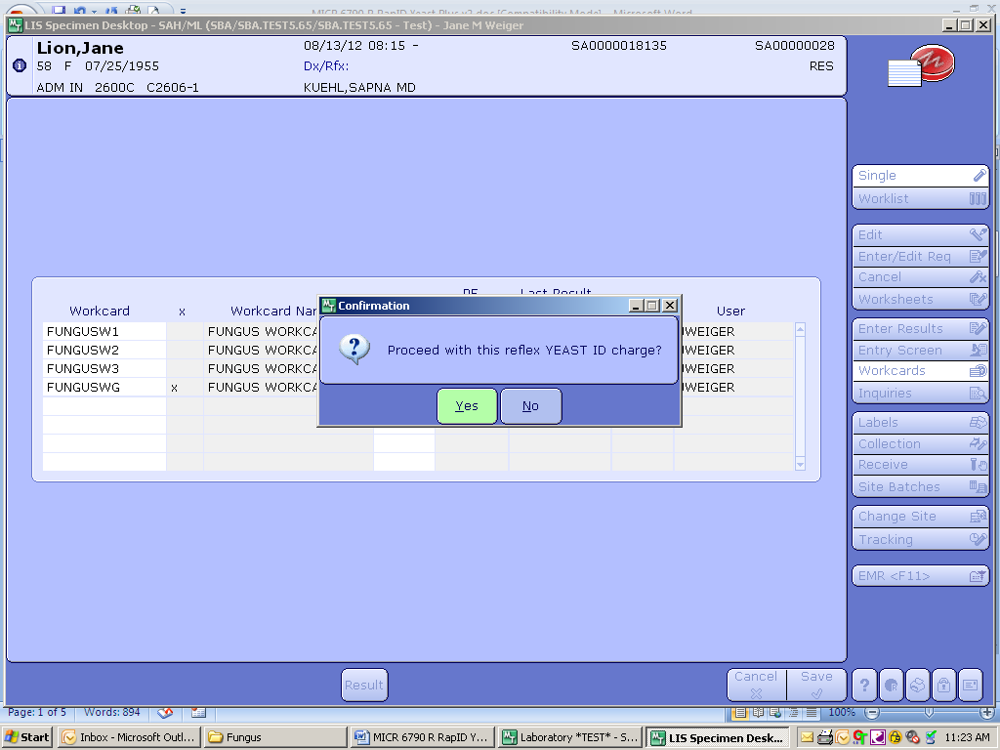 MICR 6790 R RapID Yeast Plus v2.doc [Compatibility Mode] - Microsoft Word
LIS Specimen Desktop - SAH/ML (SBA/SBA.TEST5.65/SBA.TEST5.65 - Test) - Jane M Weiger
Lion,Jane 08/13/12 08:15 - SA0000018135 SA00000028
58 F 07/25/1955 Dx/Rfx: RES
ADM IN 2600C C2606-1 KUEHL,SAPNA MD
Single
Worklist
Edit
Enter/Edit Req
Cancel
Worksheets
Enter Results
Entry Screen
Workcards
Inquiries
Labels
Collection
Receive
Site Batches
Change Site
Tracking
EMR <F11>
Last Result
Workcard x Workcard Nar User
FUNGUSW1 FUNGUS WORKCA WEIGER
FUNGUSW2 FUNGUS WORKCA WEIGER
FUNGUSW3 FUNGUS WORKCA WEIGER
FUNGUSWG x FUNGUS WORKCA WEIGER
Confirmation
Proceed with this reflex YEAST ID charge?
Yes No
Result Cancel Save
Page: 1 of 5 Words: 894 100%
Start Inbox - Microsoft Outl... Fungus MICR 6790 R RapID Y... Laboratory *TEST* - S... LIS Specimen Desk... 11:23 AM